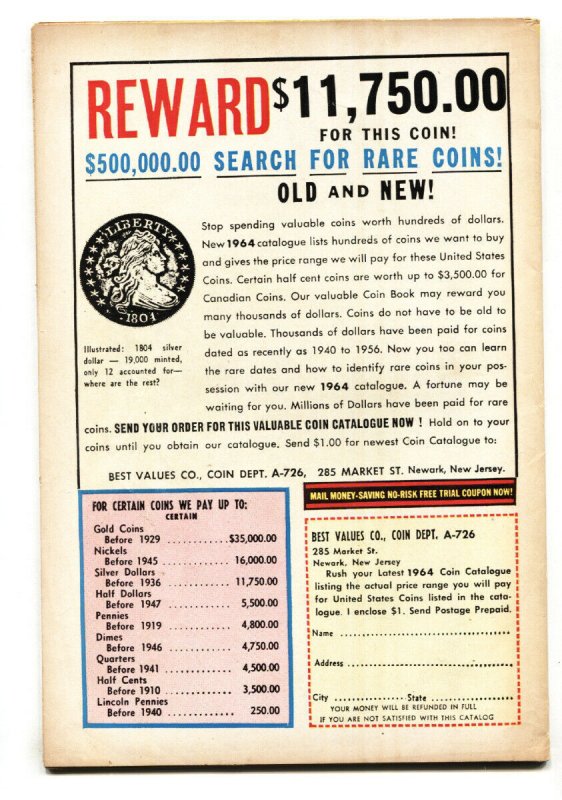 REWARD $11,750.00
FOR THIS COIN!
$500,000.00 SEARCH FOR RARE COINS!
OLD AND NEW!
LIBERTY
1804
Illustrated: 1804 silver
dollar — 19,000 minted,
only 12 accounted for—
where are the rest?
Stop spending valuable coins worth hundreds of dollars.
New 1964 catalogue lists hundreds of coins we want to buy
and gives the price range we will pay for these United States
Coins. Certain half cent coins are worth up to $3,500.00 for
Canadian Coins. Our valuable Coin Book may reward you
many thousands of dollars. Coins do not have to be old to
be valuable. Thousands of dollars have been paid for coins
dated as recently as 1940 to 1956. Now you too can learn
the rare dates and how to identify rare coins in your pos-
session with our new 1964 catalogue. A fortune may be
waiting for you. Millions of Dollars have been paid for rare
coins. SEND YOUR ORDER FOR THIS VALUABLE COIN CATALOGUE NOW ! Hold on to your
coins until you obtain our catalogue. Send $1.00 for newest Coin Catalogue to:
BEST VALUES CO., COIN DEPT. A-726, 285 MARKET ST. Newark, New Jersey.
FOR CERTAIN COINS WE PAY UP TO:
CERTAIN
Gold Coins
Before 1929 ........... $35,000.00
Nickels
Before 1945 ............ 16,000.00
Silver Dollars
Before 1936 ............ 11,750.00
Half Dollars
Before 1947 ............ 5,500.00
Pennies
Before 1919 ............ 4,800.00
Dimes
Before 1946 ............ 4,750.00
Quarters
Before 1941 ............ 4,500.00
Half Cents
Before 1910 ............ 3,500.00
Lincoln Pennies
Before 1940 ............ 250.00
MAIL MONEY-SAVING NO-RISK FREE TRIAL COUPON NOW!
BEST VALUES CO., COIN DEPT. A-726
285 Market St.
Newark, New Jersey
Rush your Latest 1964 Coin Catalogue
listing the actual price range you will pay
for United States Coins listed in the cata-
logue. I enclose $1. Send Postage Prepaid.
Name ........................................
Address .....................................
City ................ State .................
YOUR MONEY WILL BE REFUNDED IN FULL
IF YOU ARE NOT SATISFIED WITH THIS CATALOG